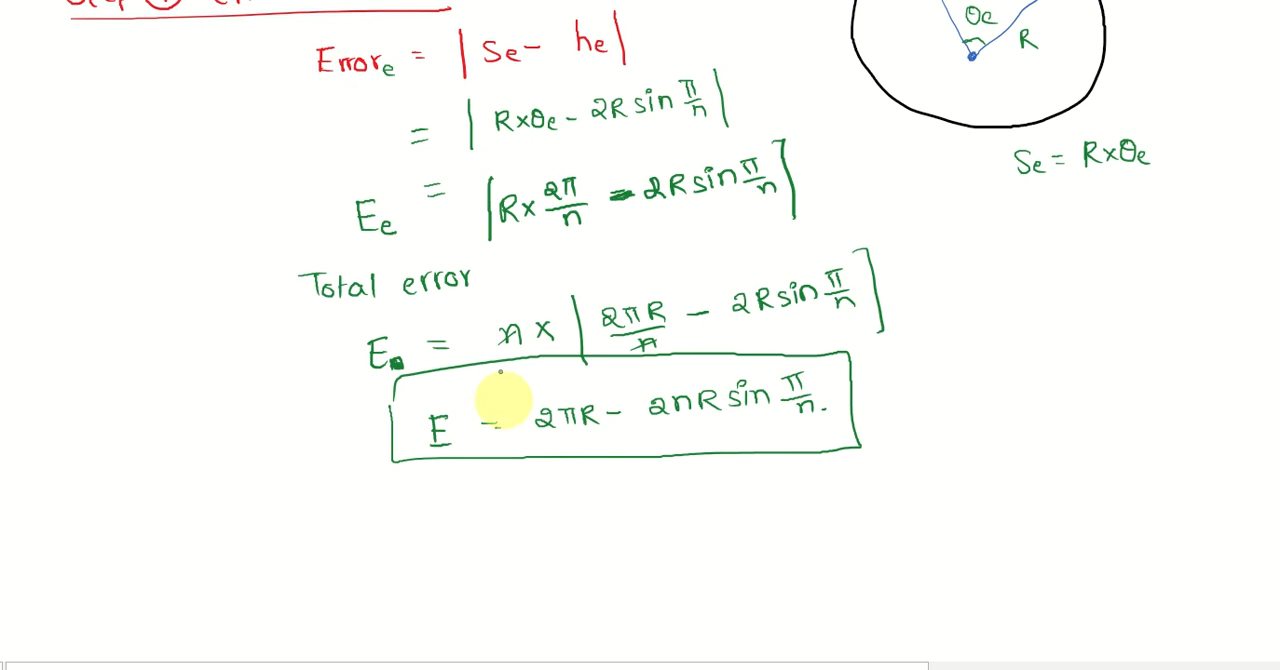 Error_e = | Se - he |
= | R×θe - 2R sin π/n |
Ee = | R× 2π/n - 2R sin π/n |
Total error
E = n × | 2πR/n - 2R sin π/n |
E = 2πR - 2nR sin π/n.
θe
R
Se = R×θe